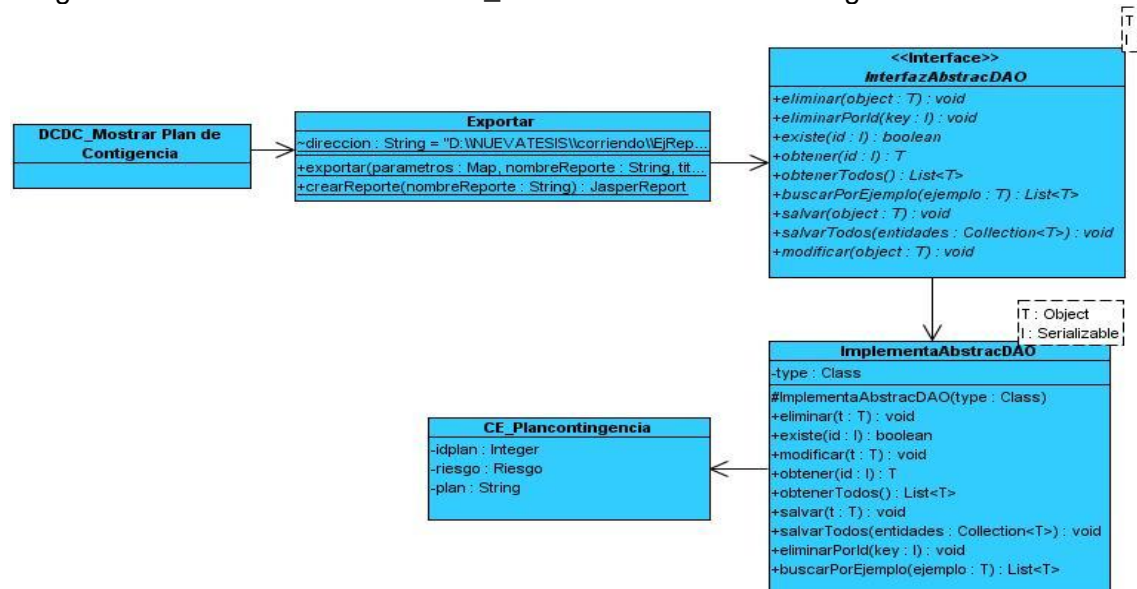 T
I
<<Interface>>
InterfazAbstracDAO
+eliminar(object : T) : void
+eliminarPorId(key : I) : void
+existe(id : I) : boolean
+obtener(id : I) : T
+obtenerTodos() : List<T>
+buscarPorEjemplo(ejemplo : T) : List<T>
+salvar(object : T) : void
+salvarTodos(entidades : Collection<T>) : void
+modificar(object : T) : void
DCDC_Mostrar Plan de
Contigencia
Exportar
~direccion : String = "D:\\NUEVATESIS\\corriendo\\EjRep...
+exportar(parametros : Map, nombreReporte : String, tit...
+crearReporte(nombreReporte : String) : JasperReport
T : Object
I : Serializable
ImplementaAbstracDAO
-type : Class
#ImplementaAbstracDAO(type : Class)
+eliminar(t : T) : void
+existe(id : I) : boolean
+modificar(t : T) : void
+obtener(id : I) : T
+obtenerTodos() : List<T>
+salvar(t : T) : void
+salvarTodos(entidades : Collection<T>) : void
+eliminarPorId(key : I) : void
+buscarPorEjemplo(ejemplo : T) : List<T>
CE_Plancontingencia
-idplan : Integer
-riesgo : Riesgo
-plan : String